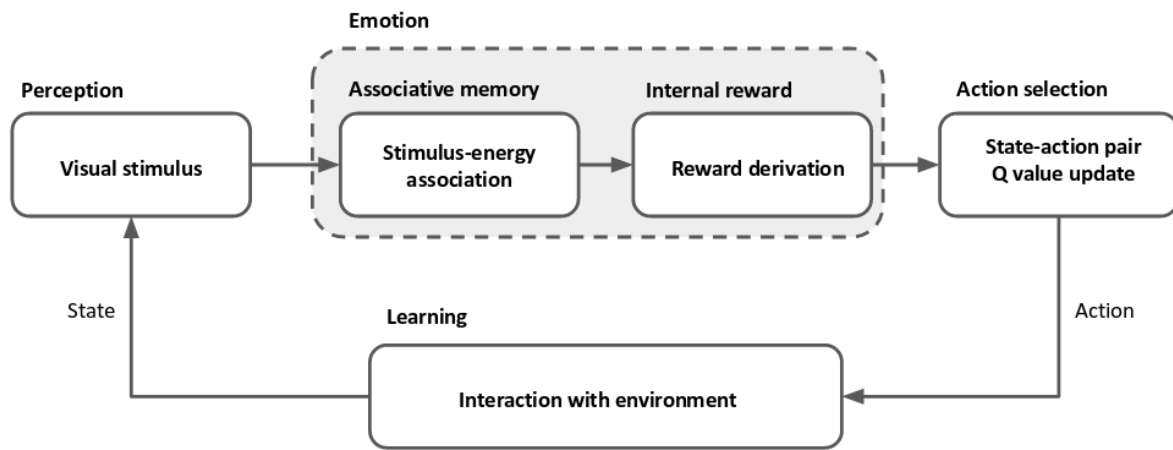 Emotion
Perception
Associative memory
Internal reward
Action selection
Visual stimulus
Stimulus-energy
association
Reward derivation
State-action pair
Q value update
State
Action
Learning
Interaction with environment